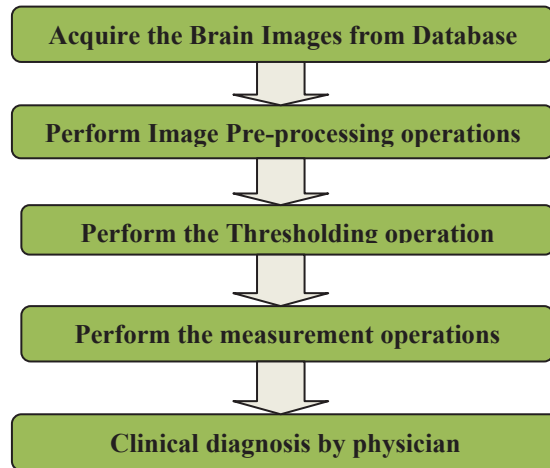 Acquire the Brain Images from Database
Perform Image Pre-processing operations
Perform the Thresholding operation
Perform the measurement operations
Clinical diagnosis by physician